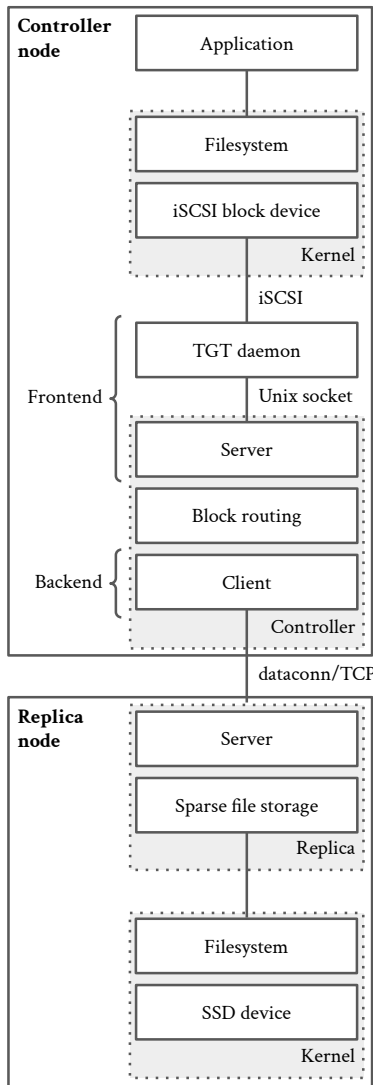 Controller
node
Application
Filesystem
iSCSI block device
Kernel
iSCSI
TGT daemon
Frontend
Unix socket
Server
Block routing
Backend
Client
Controller
dataconn/TCP
Replica
node
Server
Sparse file storage
Replica
Filesystem
SSD device
Kernel